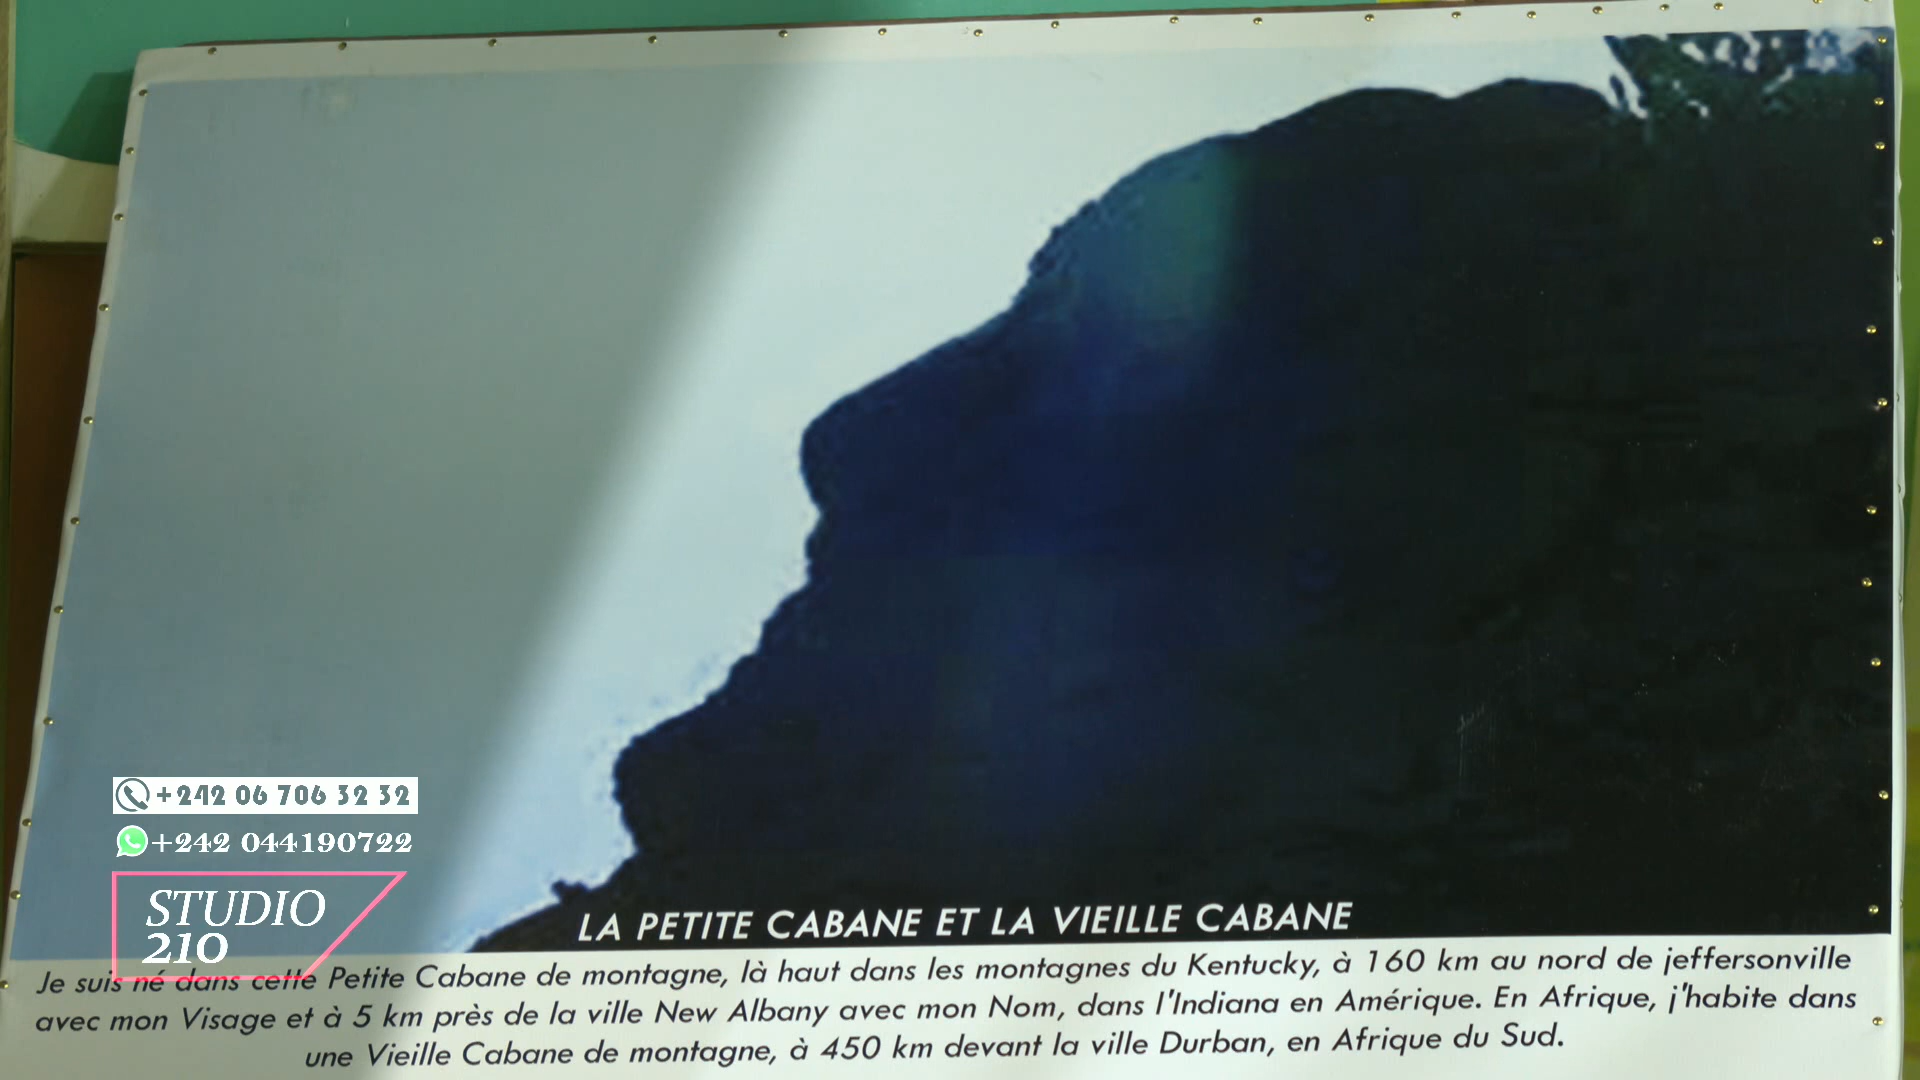 +242 06 706 32 32
+242 044190722
STUDIO
210
LA PETITE CABANE ET LA VIEILLE CABANE
Je suis né dans cette Petite Cabane de montagne, là haut dans les montagnes du Kentucky, à 160 km au nord de jeffersonville
avec mon Visage et à 5 km près de la ville New Albany avec mon Nom, dans l'Indiana en Amérique. En Afrique, j'habite dans
une Vieille Cabane de montagne, à 450 km devant la ville Durban, en Afrique du Sud.